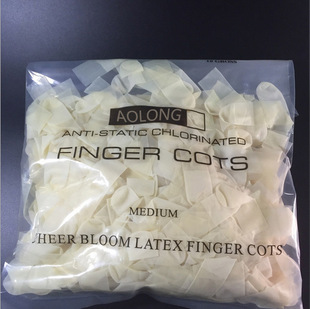 AOLONG
ANTI-STATIC CHLORINATED
FINGER COTS
MEDIUM
HEER BLOOM LATEX FINGER COTS